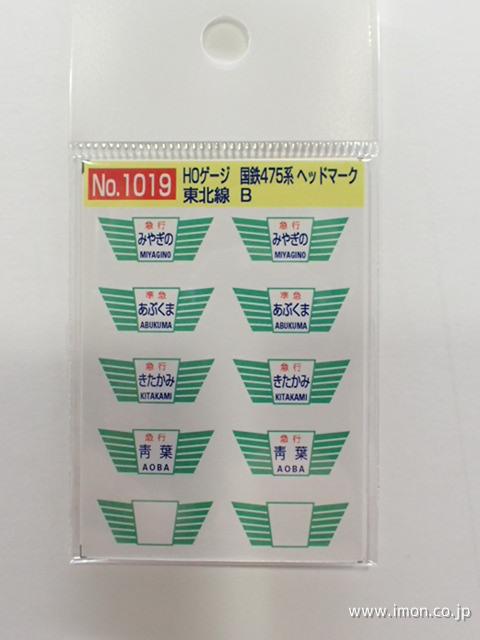 No.1019 HOゲージ 国鉄475系 ヘッドマーク
東北線 B
急行 急行
みやぎの みやぎの
MIYAGINO MIYAGINO
準急 準急
あぶくま あぶくま
ABUKUMA ABUKUMA
急行 急行
きたかみ きたかみ
KITAKAMI KITAKAMI
急行 急行
青葉 青葉
AOBA AOBA
www.imon.co.jp